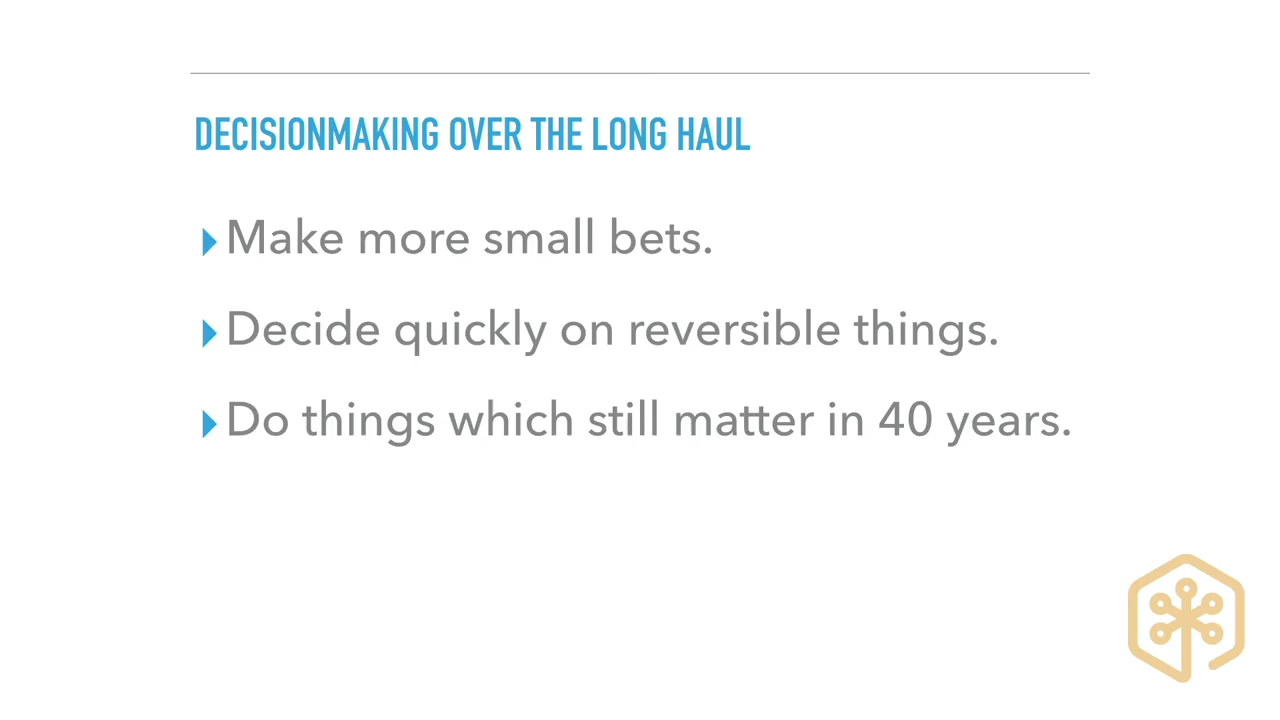 DECISIONMAKING OVER THE LONG HAUL
Make more small bets.
Decide quickly on reversible things.
Do things which still matter in 40 years.